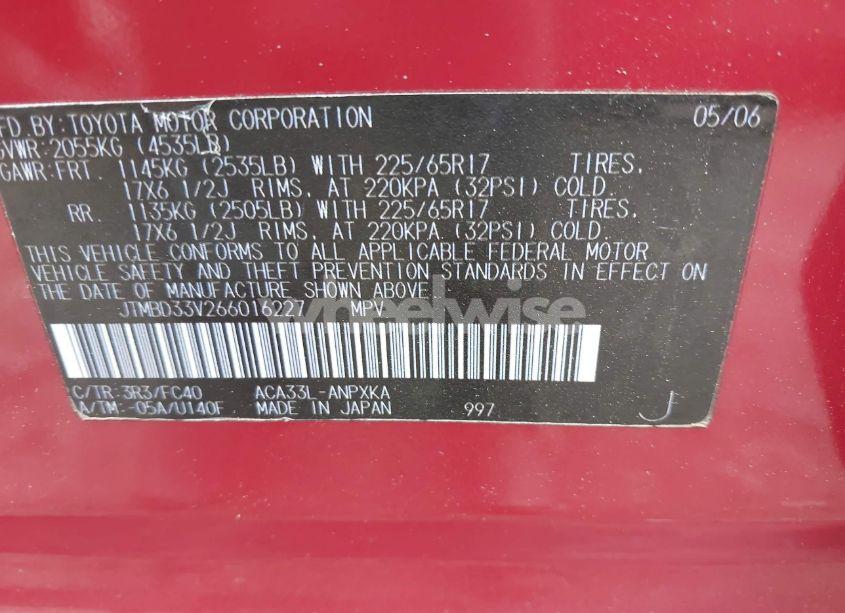 MFD. BY: TOYOTA MOTOR CORPORATION 05/06
GVWR: 2055KG (4535LB)
GAWR: FRT. 1145KG (2535LB) WITH 225/65R17 TIRES,
17X6 1/2J RIMS, AT 220KPA (32PSI) COLD.
RR. 1135KG (2505LB) WITH 225/65R17 TIRES,
17X6 1/2J RIMS, AT 220KPA (32PSI) COLD.
THIS VEHICLE CONFORMS TO ALL APPLICABLE FEDERAL MOTOR
VEHICLE SAFETY AND THEFT PREVENTION STANDARDS IN EFFECT ON
THE DATE OF MANUFACTURE SHOWN ABOVE.
JTMBD33V266016227 MPV
wheelwise
C/TR: 3R3/FC40 ACA33L-ANPXKA
A/TM: -05A/U140F MADE IN JAPAN 997 J